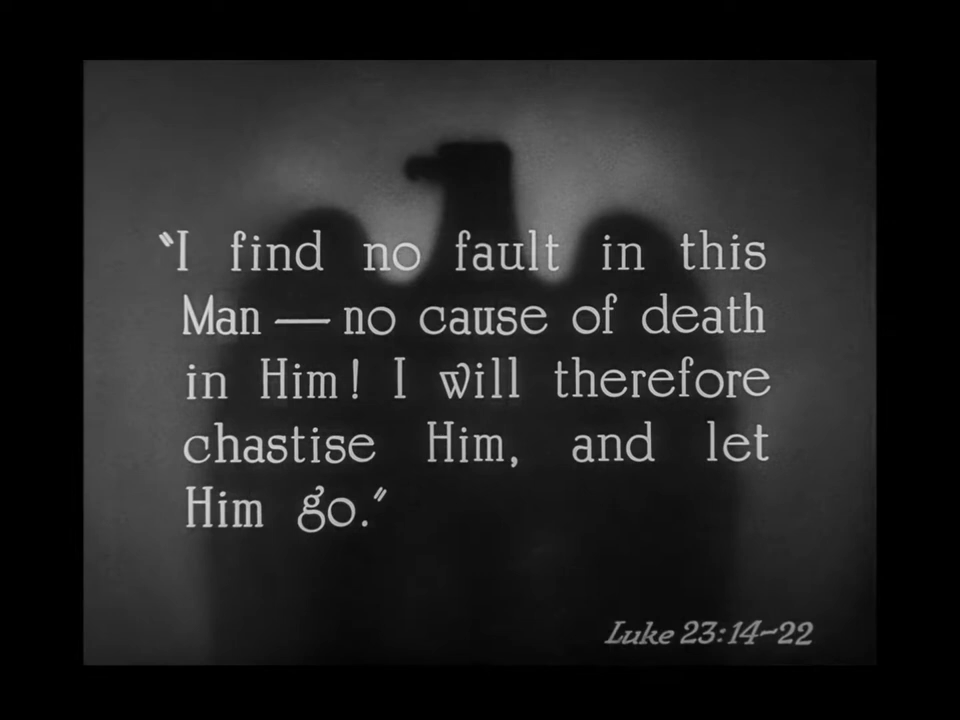 "I find no fault in this
Man — no cause of death
in Him! I will therefore
chastise Him, and let
Him go."
Luke 23:14-22